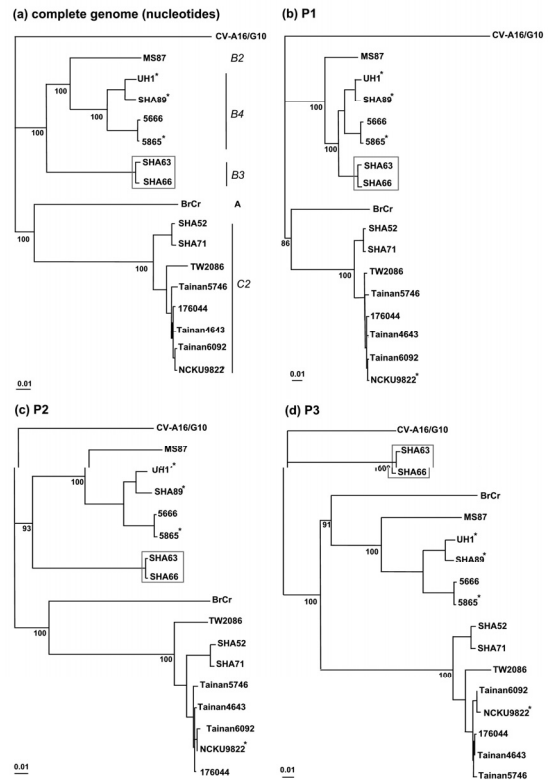 (a) complete genome (nucleotides)
CV-A16/G10
MS87
B2
UH1*
SHA89*
B4
5666
100
100
5865*
100
SHA63
B3
SHA66
BrCr
A
100
SHA52
SHA71
100
TW2086
Tainan5746
C2
176044
Tainan4643
Tainan6092
NCKU9822
0.01
(b) P1
CV-A16/G10
MS87
UH1*
SHA89*
5666
5865*
100
SHA63
SHA66
BrCr
86
SHA52
SHA71
100
TW2086
Tainan5746
176044
Tainan4643
Tainan6092
NCKU9822*
0.01
(c) P2
CV-A16/G10
MS87
100
SHA89*
5666
93
5865*
SHA63
SHA66
BrCr
100
TW2086
100
SHA52
SHA71
Tainan5746
Tainan4643
Tainan6092
NCKU9822*
176044
0.01
(d) P3
CV-A16/G10
SHA63
SHA66
BrCr
91
MS87
UH1*
100
SHA89*
5666
100
5865*
SHA52
SHA71
100
TW2086
Tainan6092
NCKU9822*
176044
Tainan4643
Tainan5746
0.01